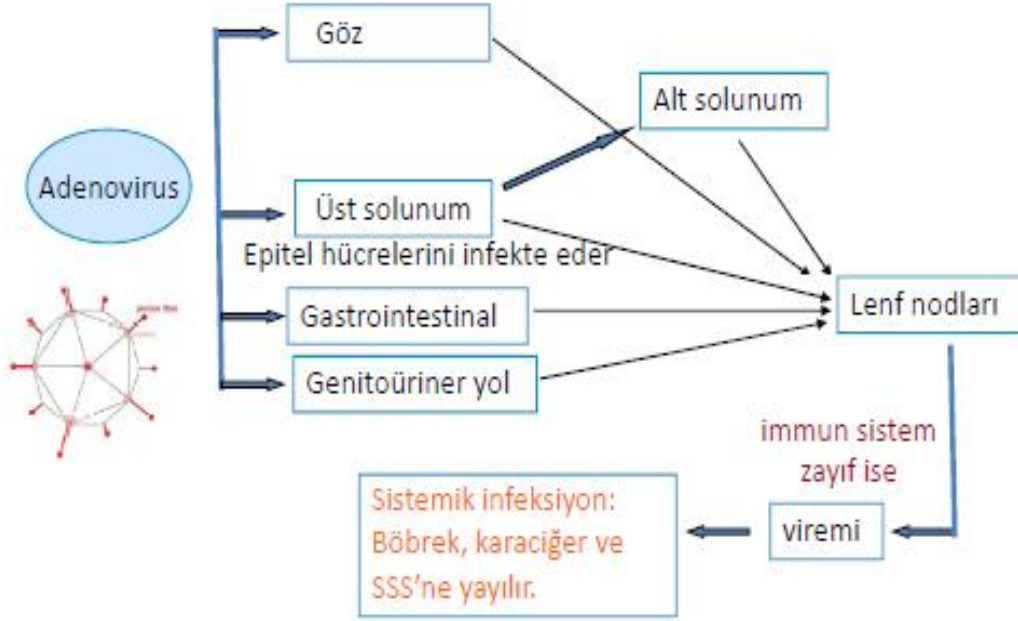 Göz
Alt solunum
Adenovirus
Üst solunum
Epitel hücrelerini infekte eder
Gastrointestinal
Lenf nodları
Genitoüriner yol
immun sistem
zayıf ise
Sistemik infeksiyon:
Böbrek, karaciğer ve
SSS'ne yayılır.
viremi